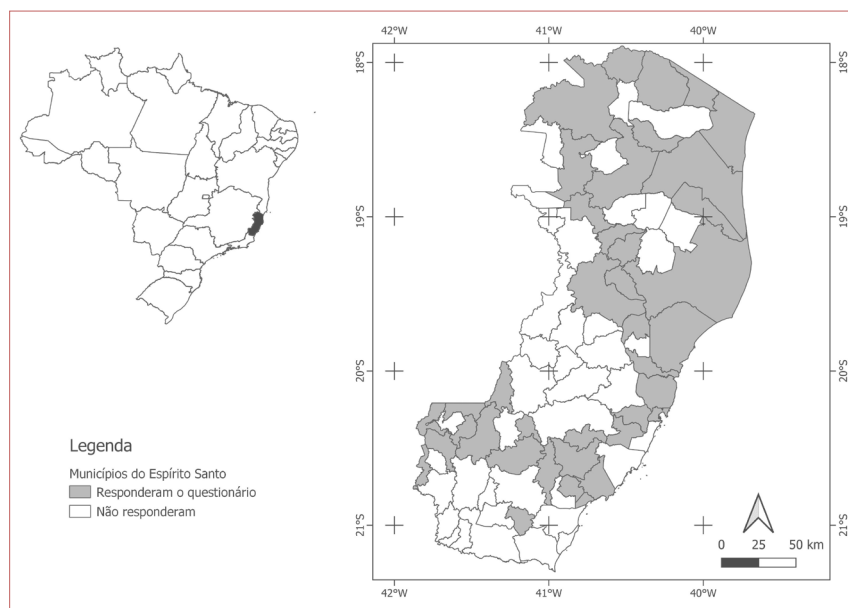 42°W 41°W 40°W
18°S 18°S
19°S 19°S
20°S 20°S
21°S 21°S
Legenda
Municípios do Espírito Santo
Responderam o questionário
Não responderam
0 25 50 km
42°W 41°W 40°W